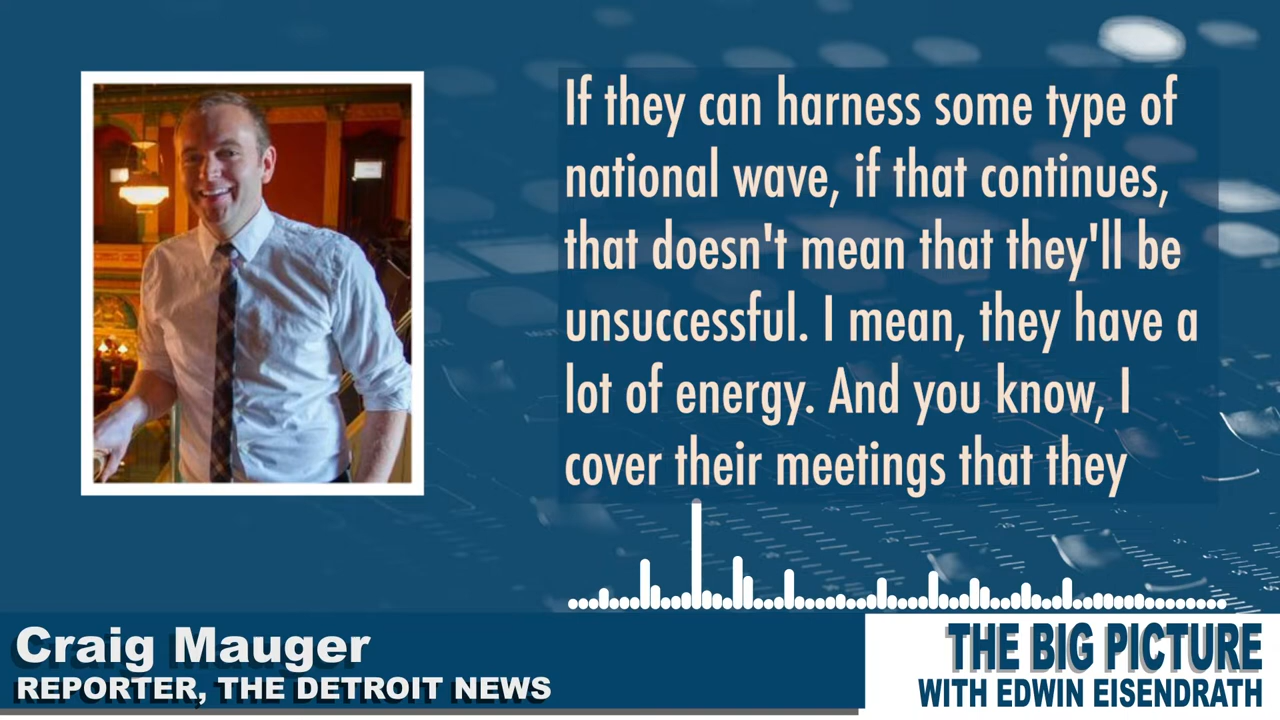 If they can harness some type of
national wave, if that continues,
that doesn't mean that they'll be
unsuccessful. I mean, they have a
lot of energy. And you know, I
cover their meetings that they
Craig Mauger
REPORTER, THE DETROIT NEWS
THE BIG PICTURE
WITH EDWIN EISENDRATH